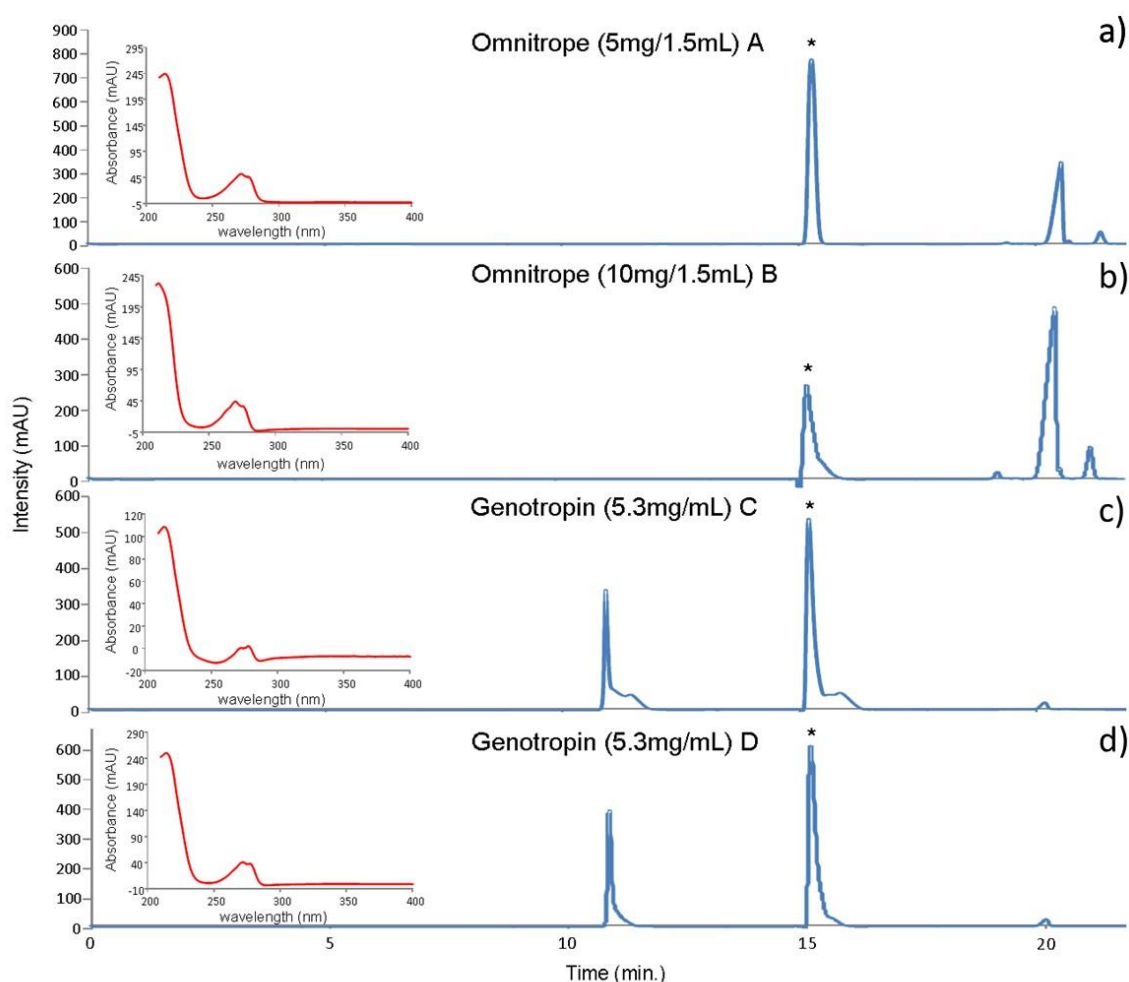 a)
Omnitrope (5mg/1.5mL) A
*
900
800
700
600
500
400
300
200
100
0
295
245
195
145
95
45
-5
Absorbance (mAU)
200 250 300 350 400
wavelength (nm)
b)
Omnitrope (10mg/1.5mL) B
*
600
500
400
300
200
100
0
245
195
145
95
45
-5
Absorbance (mAU)
200 250 300 350 400
wavelength (nm)
Intensity (mAU)
c)
Genotropin (5.3mg/mL) C
*
600
500
400
300
200
100
0
120
100
80
60
40
20
0
-20
Absorbance (mAU)
200 250 300 350 400
wavelength (nm)
d)
Genotropin (5.3mg/mL) D
*
600
500
400
300
200
100
0
290
240
190
140
90
40
-10
Absorbance (mAU)
200 250 300 350 400
wavelength (nm)
0 5 10 15 20
Time (min.)